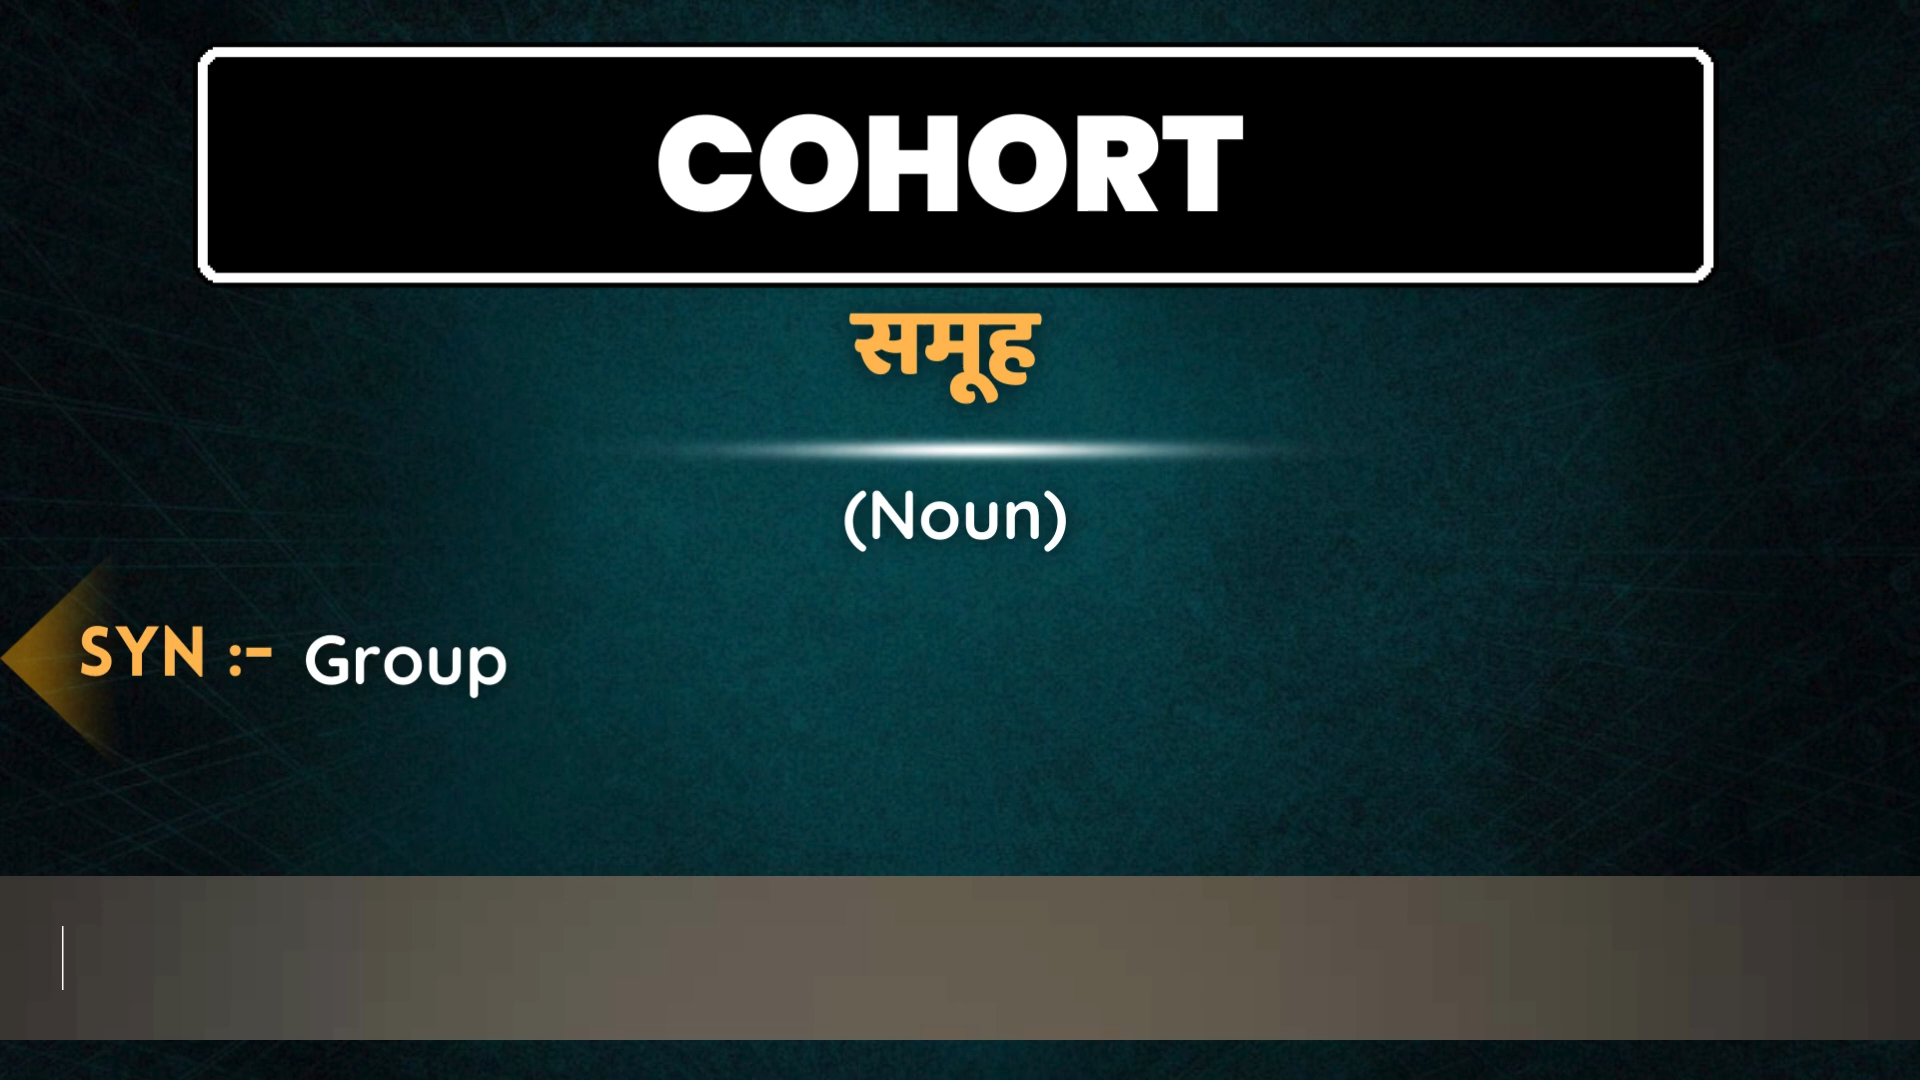 COHORT
समूह
(Noun)
SYN :- Group